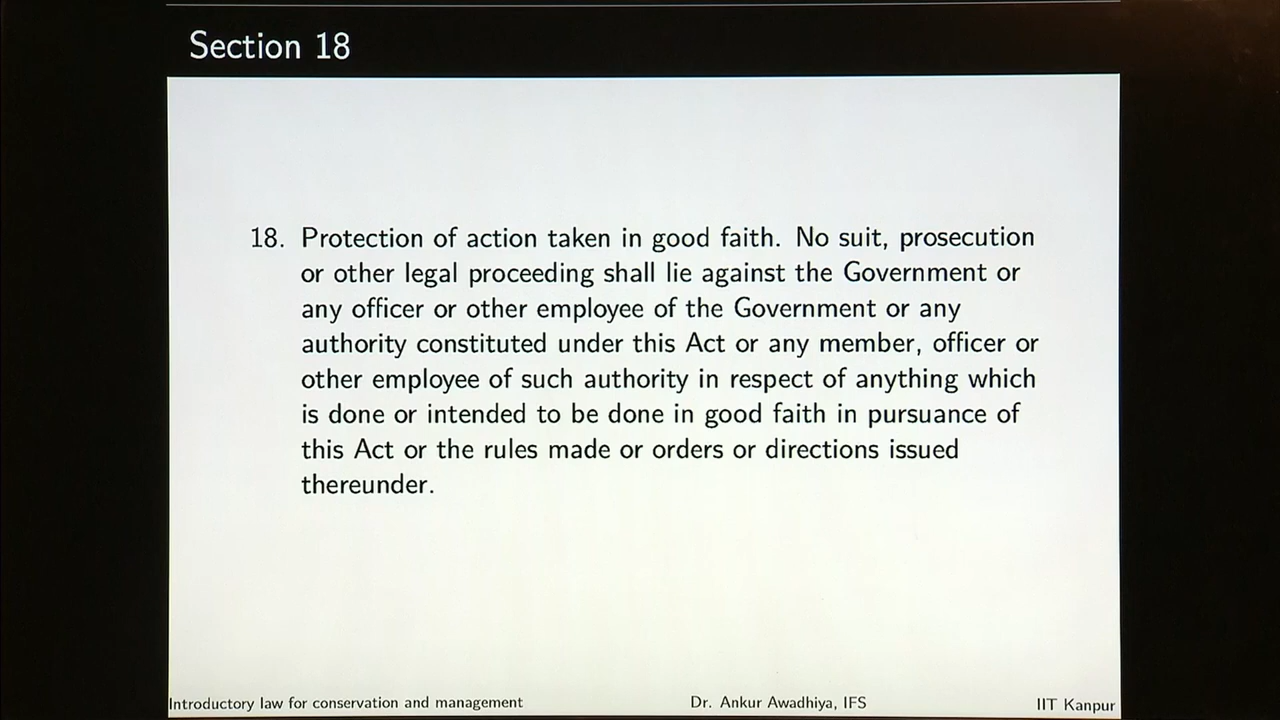 Section 18
18. Protection of action taken in good faith. No suit, prosecution
or other legal proceeding shall lie against the Government or
any officer or other employee of the Government or any
authority constituted under this Act or any member, officer or
other employee of such authority in respect of anything which
is done or intended to be done in good faith in pursuance of
this Act or the rules made or orders or directions issued
thereunder.
Introductory law for conservation and management Dr. Ankur Awadhiya, IFS IIT Kanpur